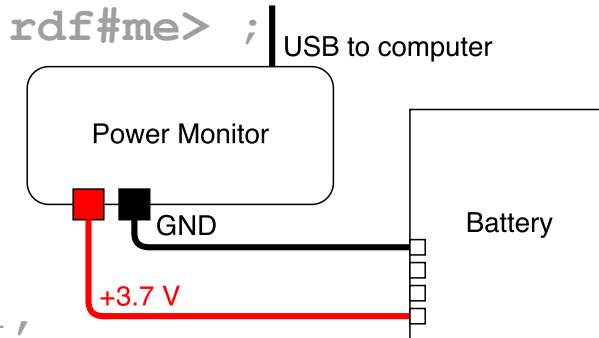 rdf#me> ;
USB to computer
Power Monitor
Battery
GND
+3.7 V